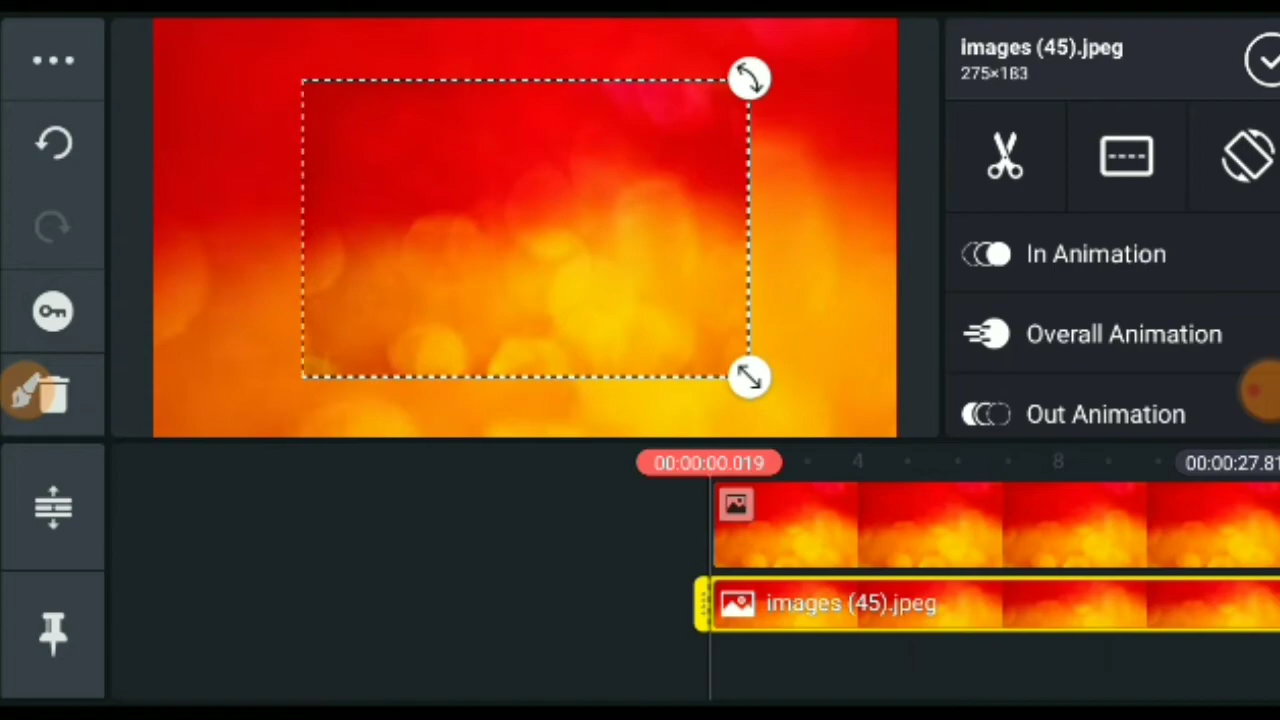 images (45).jpeg
275×183
In Animation
Overall Animation
Out Animation
00:00:00.019
4
8
00:00:27.81
images (45).jpeg